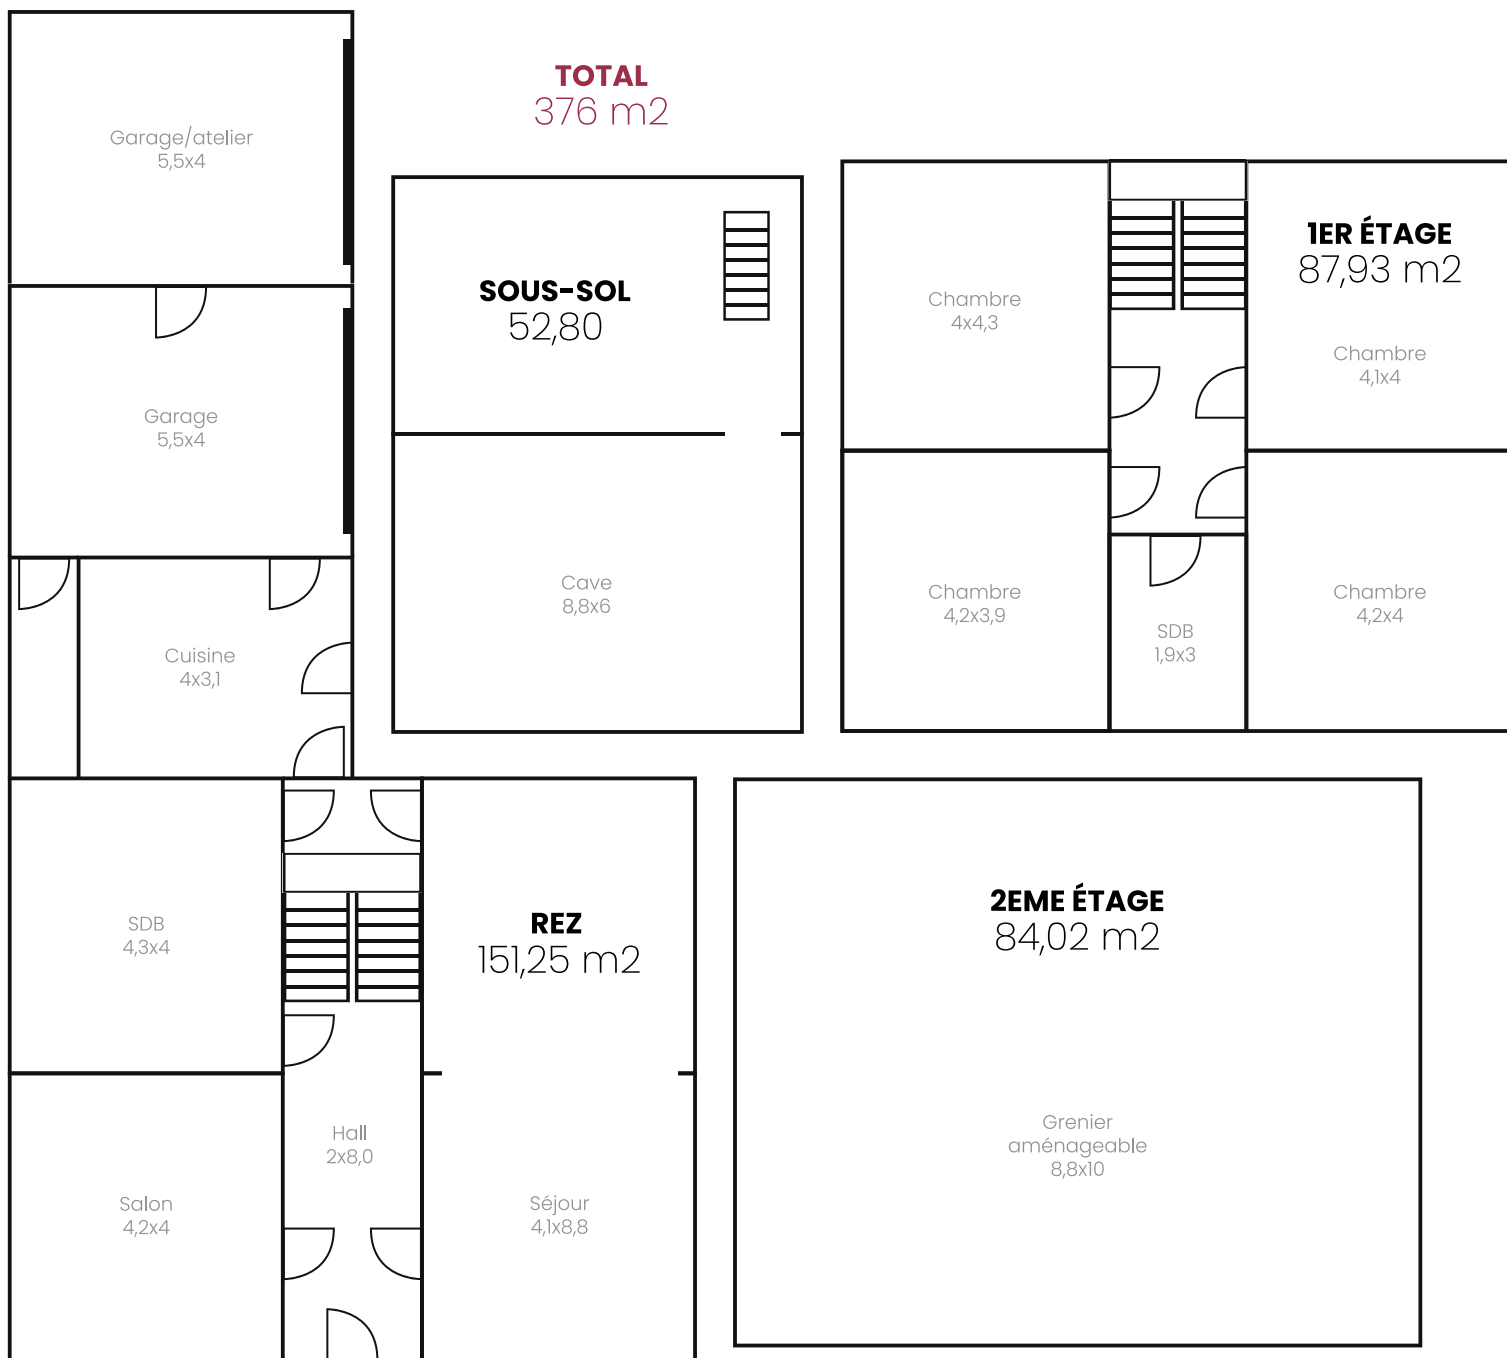 TOTAL
376 m2
Garage/atelier
5,5x4
Garage
5,5x4
Cuisine
4x3,1
SOUS-SOL
52,80
Cave
8,8x6
1ER ÉTAGE
87,93 m2
Chambre
4x4,3
Chambre
4,1x4
Chambre
4,2x3,9
SDB
1,9x3
Chambre
4,2x4
SDB
4,3x4
REZ
151,25 m2
Hall
2x8,0
Salon
4,2x4
Séjour
4,1x8,8
2EME ÉTAGE
84,02 m2
Grenier
aménageable
8,8x10